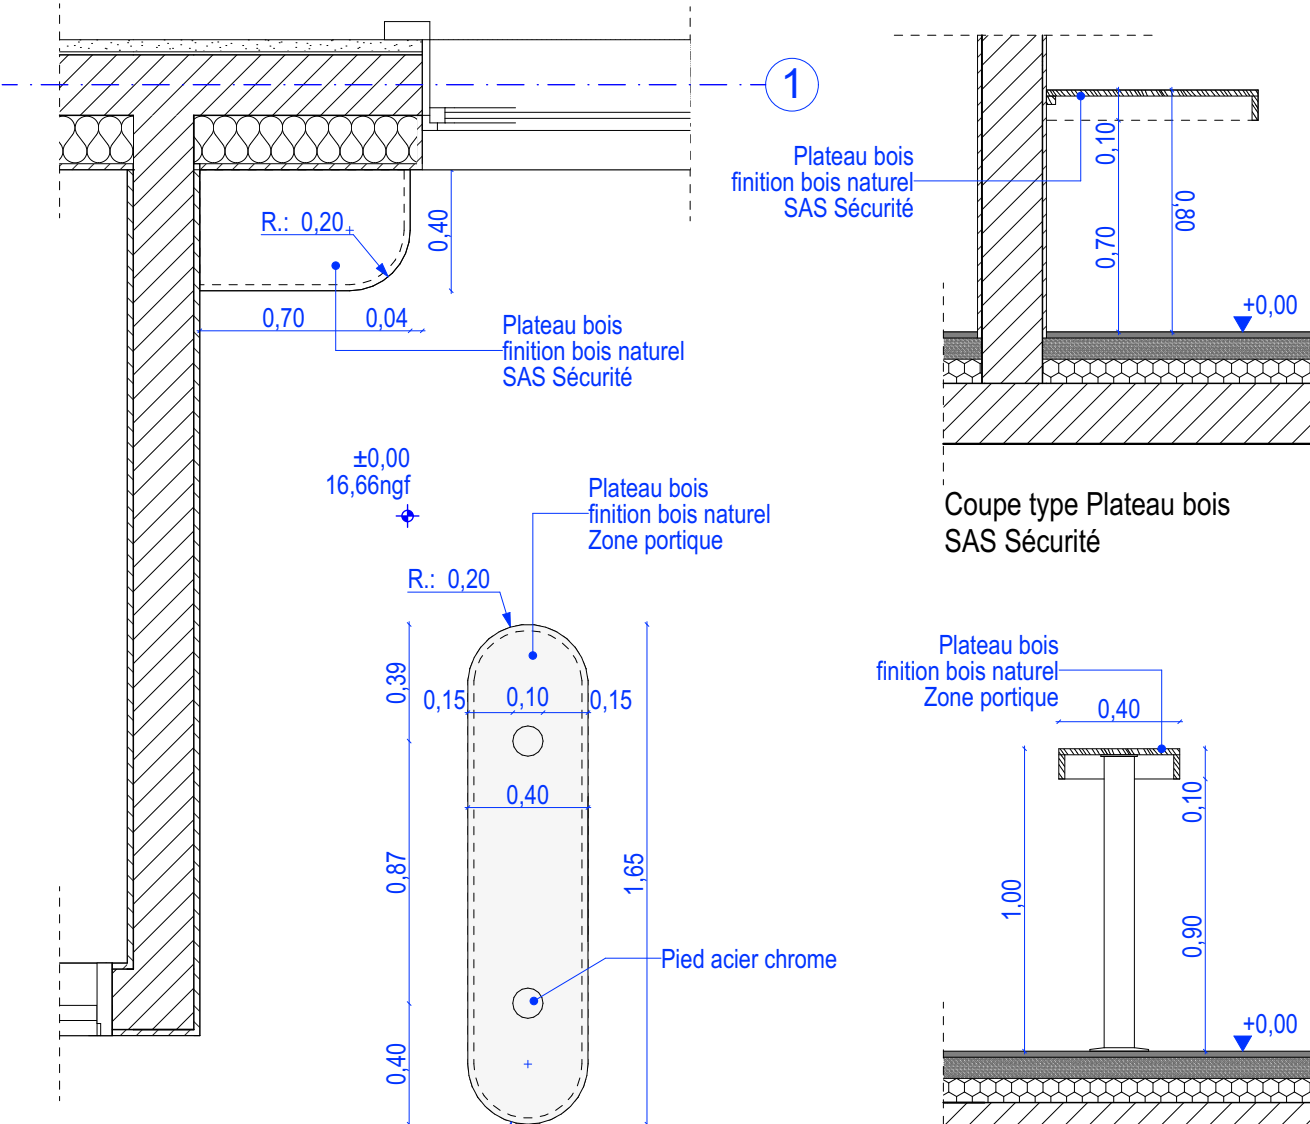 1
R.: 0,20
0,40
0,70
0,04
Plateau bois
finition bois naturel
SAS Sécurité
±0,00
16,66ngf
Plateau bois
finition bois naturel
Zone portique
R.: 0,20
0,39
0,15
0,10
0,15
0,40
0,87
1,65
Pied acier chrome
0,40
Plateau bois
finition bois naturel
SAS Sécurité
0,10
0,70
0,80
+0,00
Coupe type Plateau bois
SAS Sécurité
Plateau bois
finition bois naturel
Zone portique
0,40
0,10
1,00
0,90
+0,00